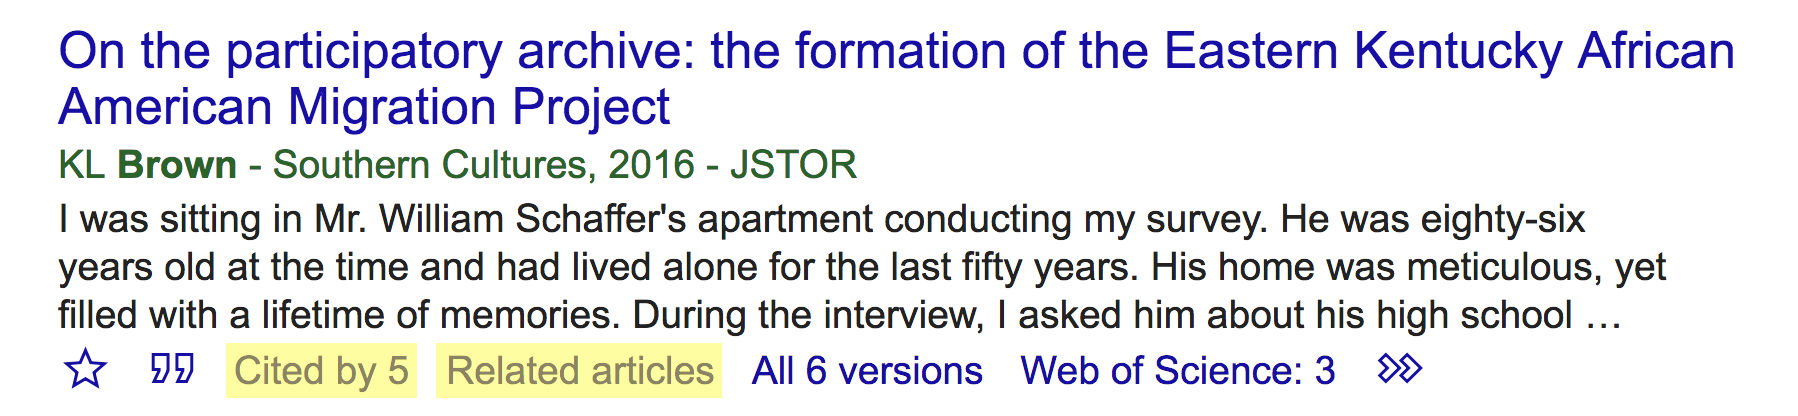 On the participatory archive: the formation of the Eastern Kentucky African
American Migration Project
KL Brown - Southern Cultures, 2016 - JSTOR
I was sitting in Mr. William Schaffer's apartment conducting my survey. He was eighty-six
years old at the time and had lived alone for the last fifty years. His home was meticulous, yet
filled with a lifetime of memories. During the interview, I asked him about his high school …
Cited by 5 Related articles All 6 versions Web of Science: 3